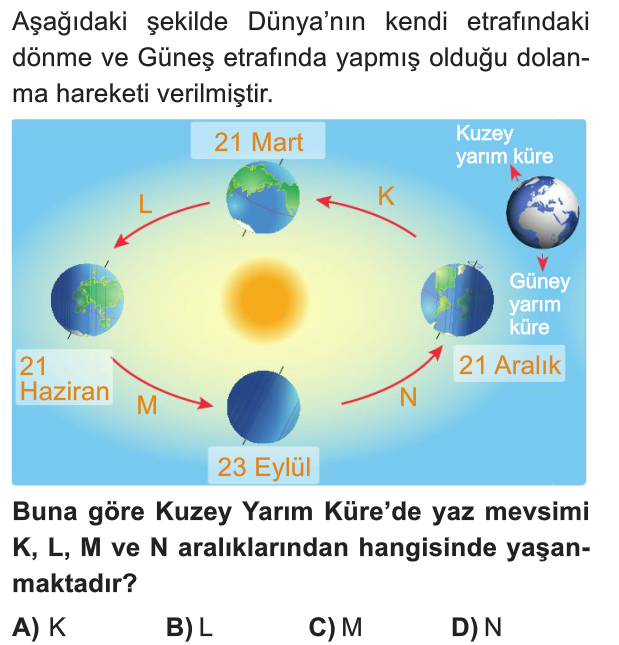 Aşağıdaki şekilde Dünya’nın kendi etrafındaki
dönme ve Güneş etrafında yapmış olduğu dolan-
ma hareketi verilmiştir.
21 Mart
Kuzey
yarım küre
L
K
Güney
yarım
küre
21
Haziran
21 Aralık
M
N
23 Eylül
Buna göre Kuzey Yarım Küre’de yaz mevsimi
K, L, M ve N aralıklarından hangisinde yaşan-
maktadır?
A) K B) L C) M D) N